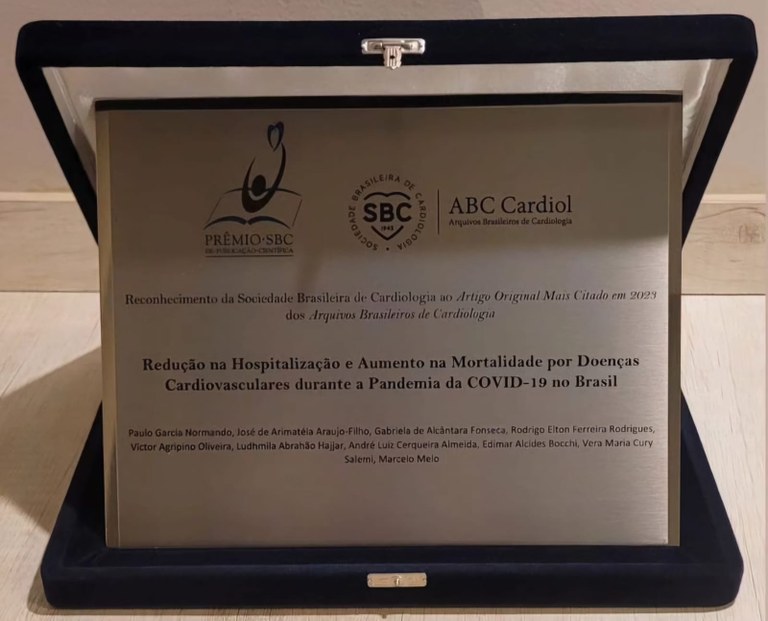 PRÊMIO·SBC
DE PUBLICAÇÃO CIENTÍFICA
SOCIEDADE BRASILEIRA DE CARDIOLOGIA
SBC
1943
ABC Cardiol
Arquivos Brasileiros de Cardiologia
Reconhecimento da Sociedade Brasileira de Cardiologia ao Artigo Original Mais Citado em 2023
dos Arquivos Brasileiros de Cardiologia
Redução na Hospitalização e Aumento na Mortalidade por Doenças
Cardiovasculares durante a Pandemia da COVID-19 no Brasil
Paulo Garcia Normando, José de Arimatéia Araujo-Filho, Gabriela de Alcântara Fonseca, Rodrigo Elton Ferreira Rodrigues,
Victor Agripino Oliveira, Ludhmila Abrahão Hajjar, André Luiz Cerqueira Almeida, Edimar Alcides Bocchi, Vera Maria Cury
Salemi, Marcelo Melo